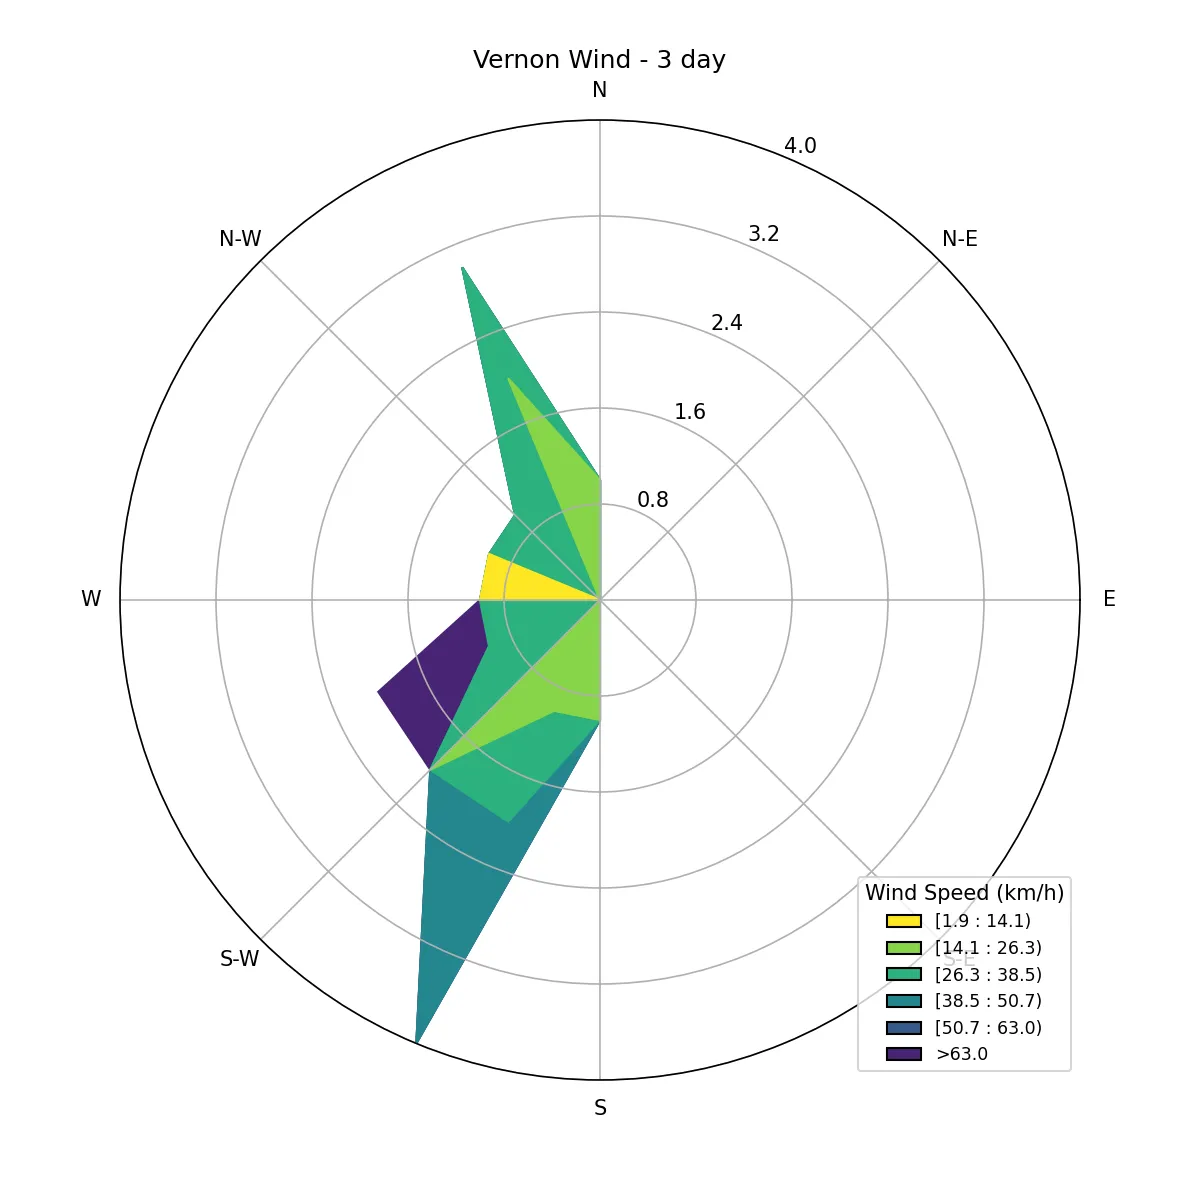 Vernon Wind - 3 day
N
4.0
N-W
3.2
N-E
2.4
1.6
0.8
W
E
Wind Speed (km/h)
[1.9 : 14.1)
[14.1 : 26.3)
S-W
S-E
[26.3 : 38.5)
[38.5 : 50.7)
[50.7 : 63.0)
>63.0
S